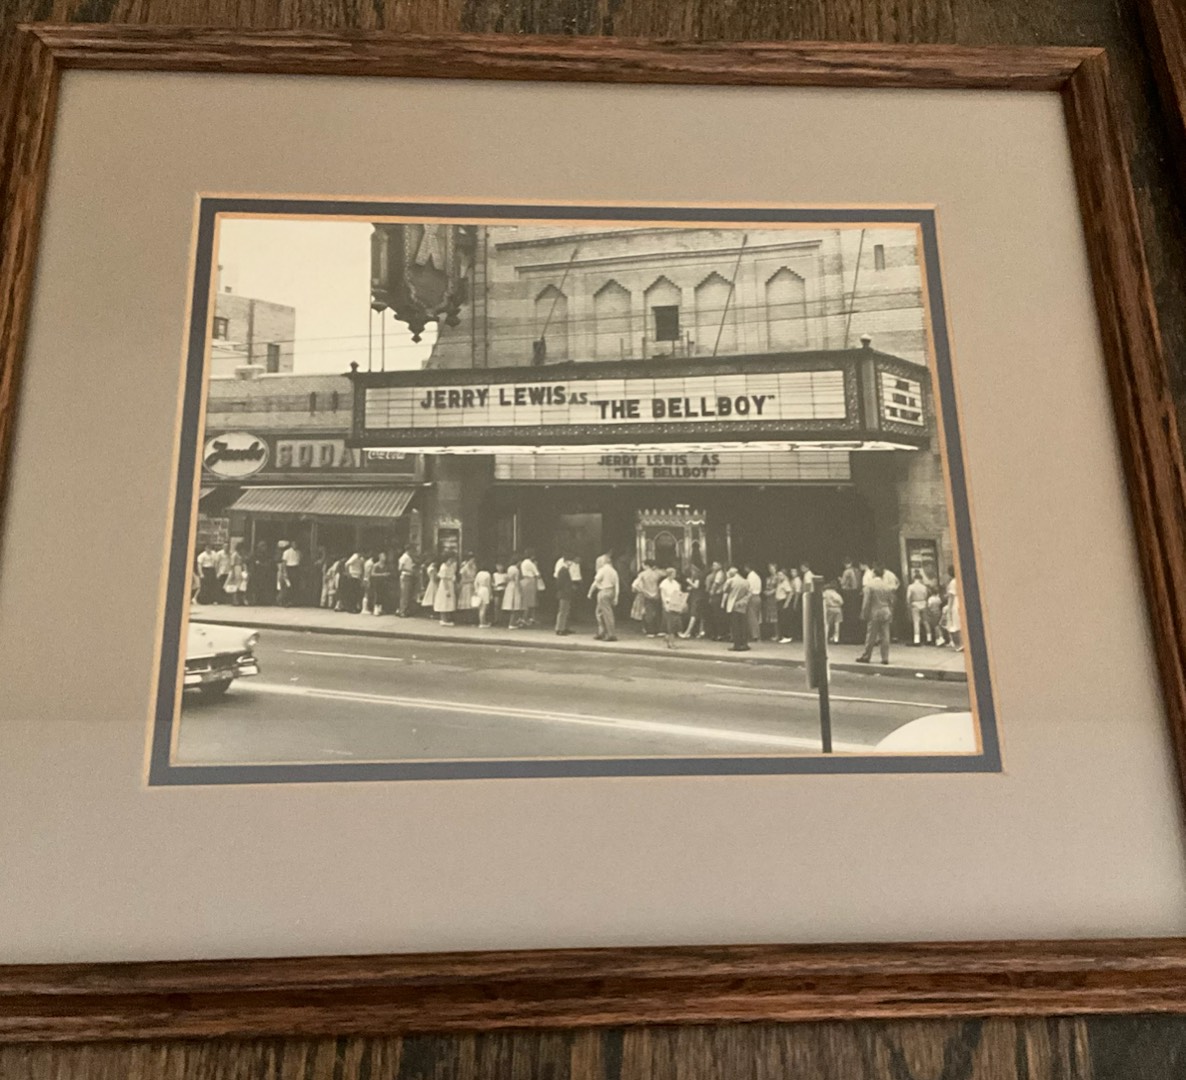 JERRY LEWIS AS "THE BELLBOY"
Jacobs
SODA
JERRY LEWIS AS
"THE BELLBOY"